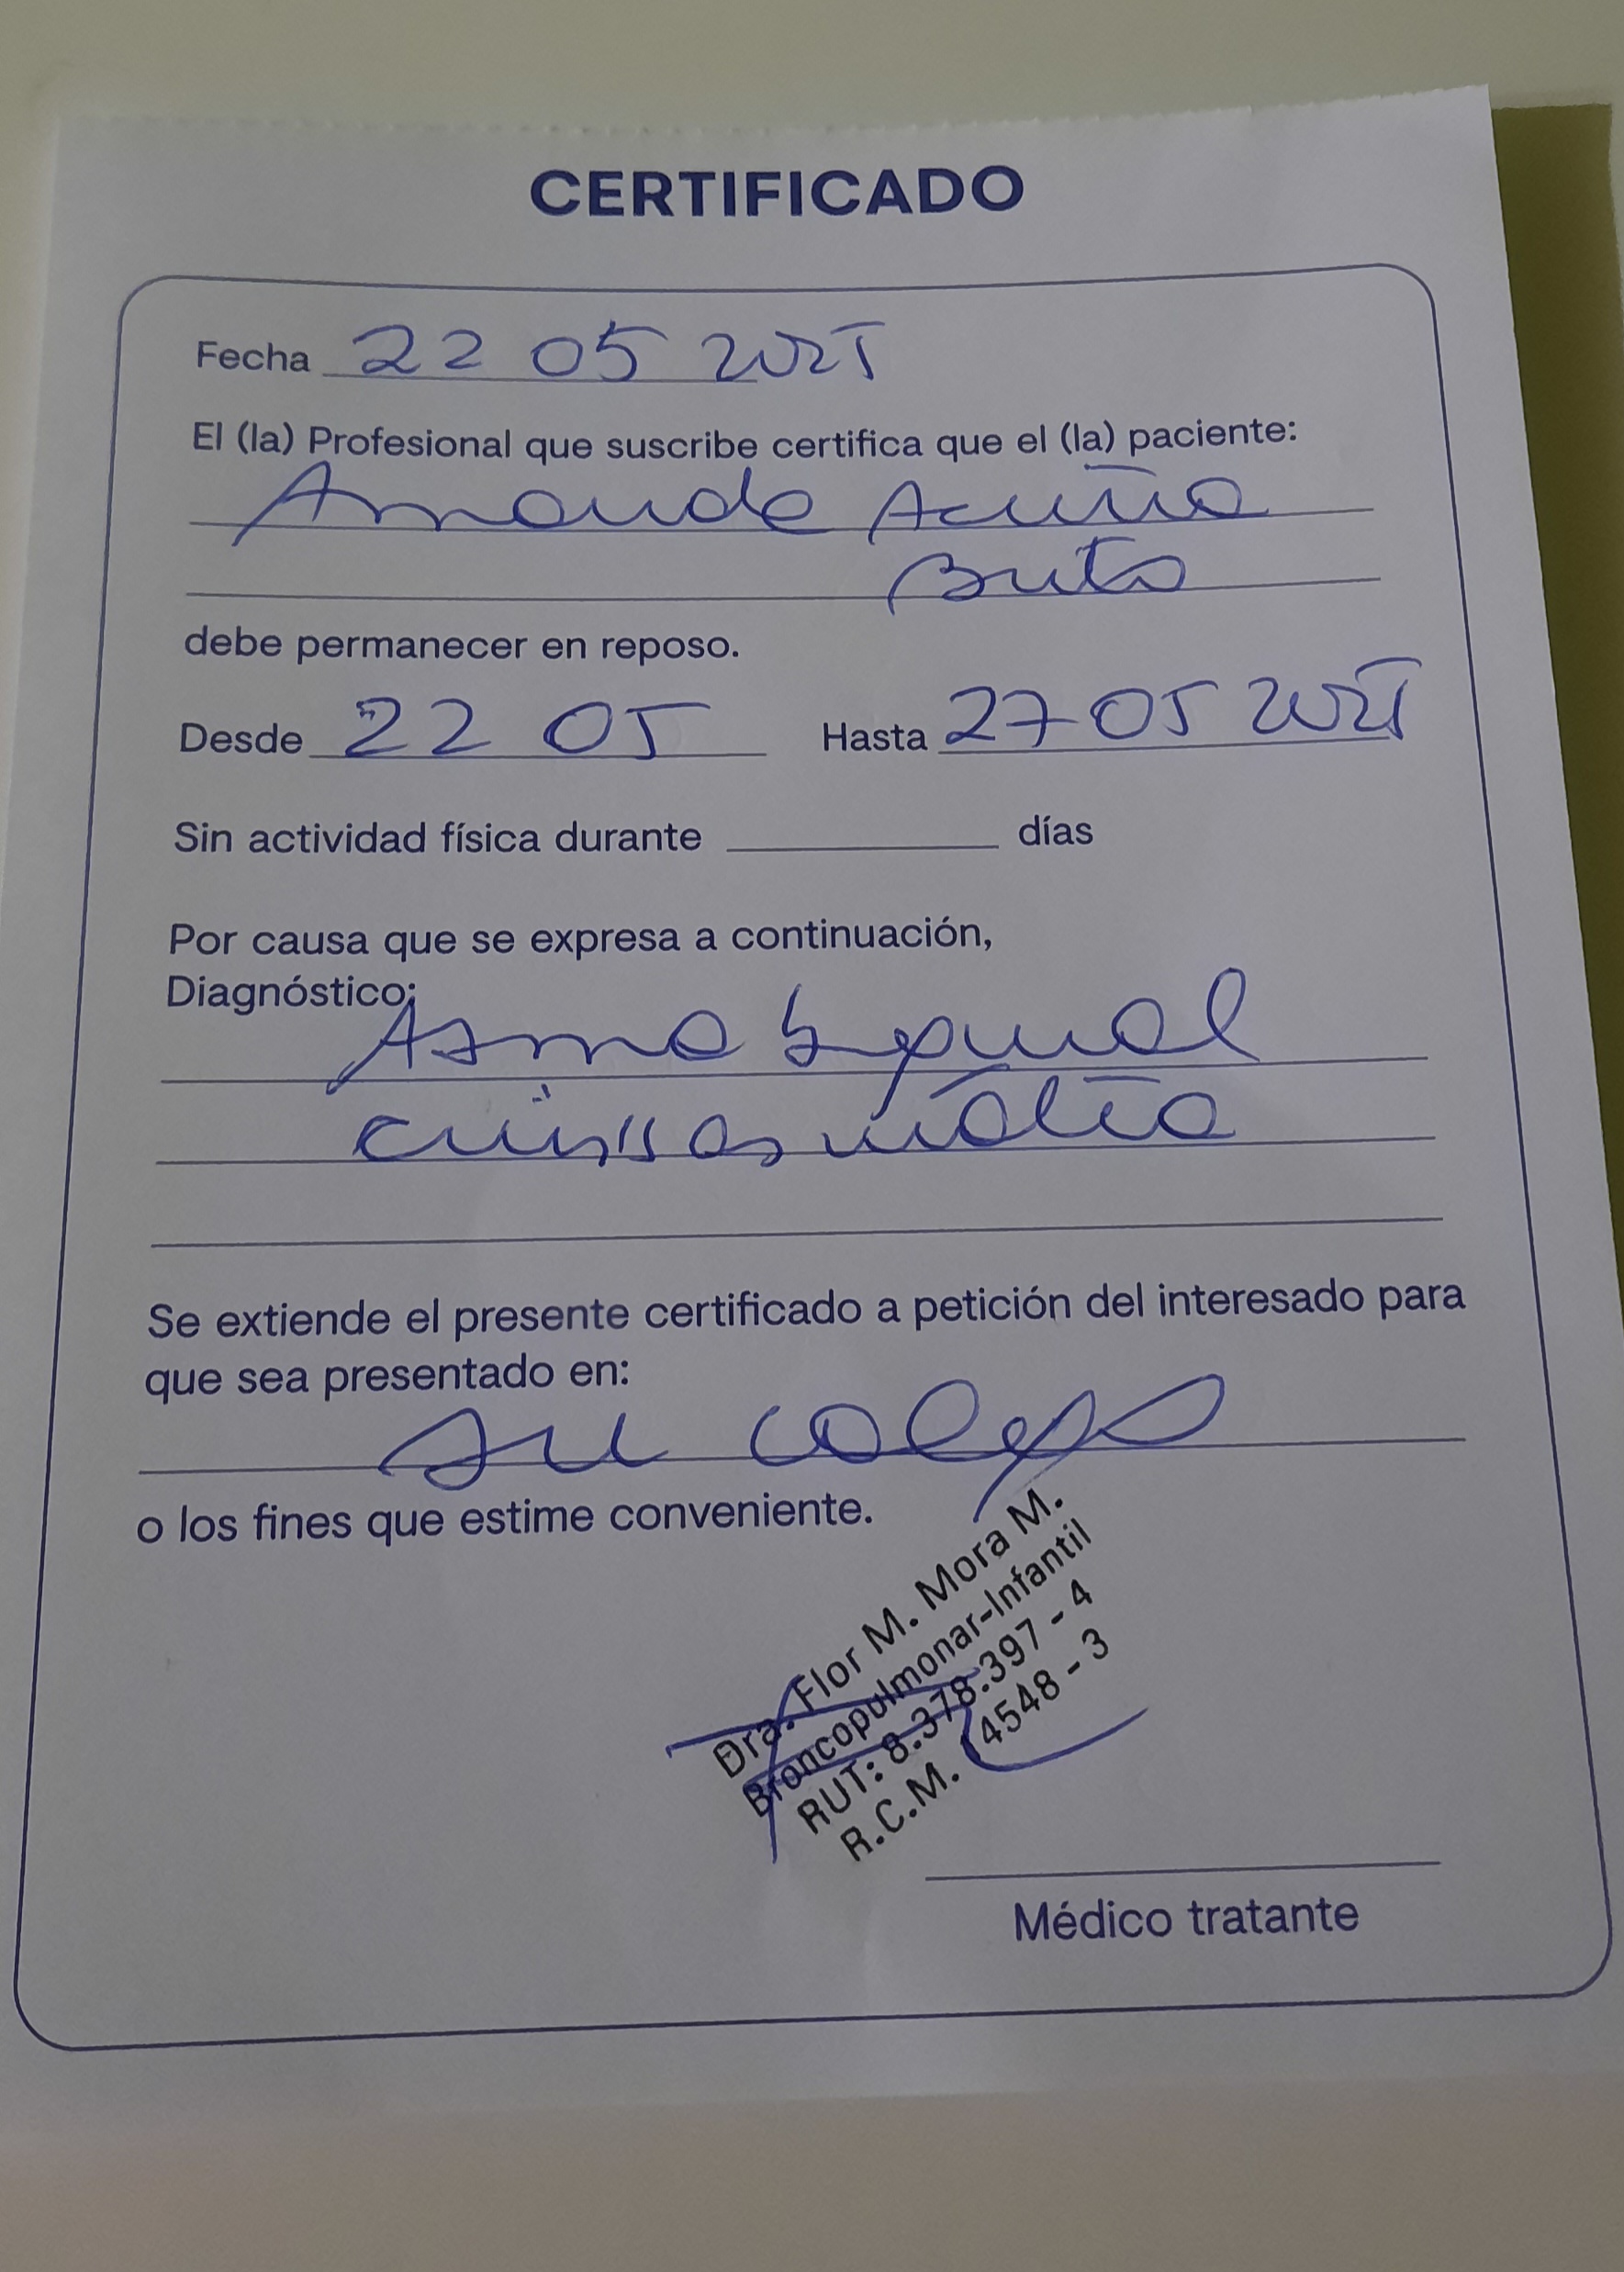 CERTIFICADO
Fecha 22 05 2025
El (la) Profesional que suscribe certifica que el (la) paciente:
Amanda Acuña
Brito
debe permanecer en reposo.
Desde 22 05 Hasta 27 05 2025
Sin actividad física durante días
Por causa que se expresa a continuación,
Diagnóstico:
Asma
crisis asmática
Se extiende el presente certificado a petición del interesado para
que sea presentado en:
su colegio
o los fines que estime conveniente.
Dra. Flor M. Mora M.
Broncopulmonar-Infantil
RUT: 8.378.397 - 4
R.C.M. 14548 - 3
Médico tratante